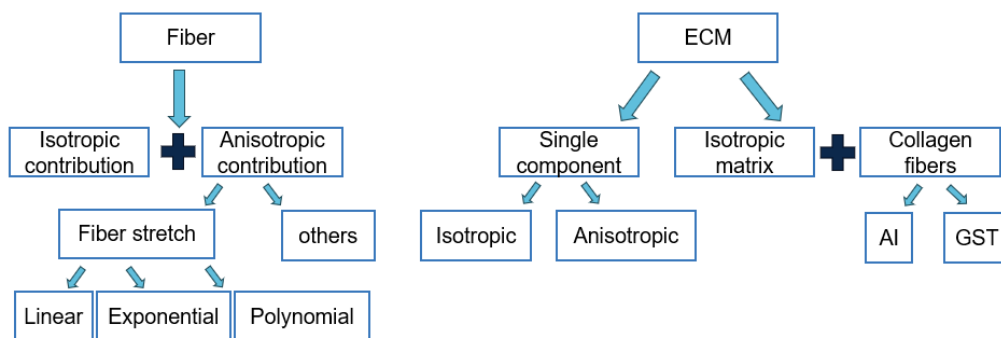 Fiber
ECM
Isotropic
contribution
Anisotropic
contribution
Single
component
Isotropic
matrix
Collagen
fibers
Fiber stretch
others
Isotropic
Anisotropic
AI
GST
Linear
Exponential
Polynomial